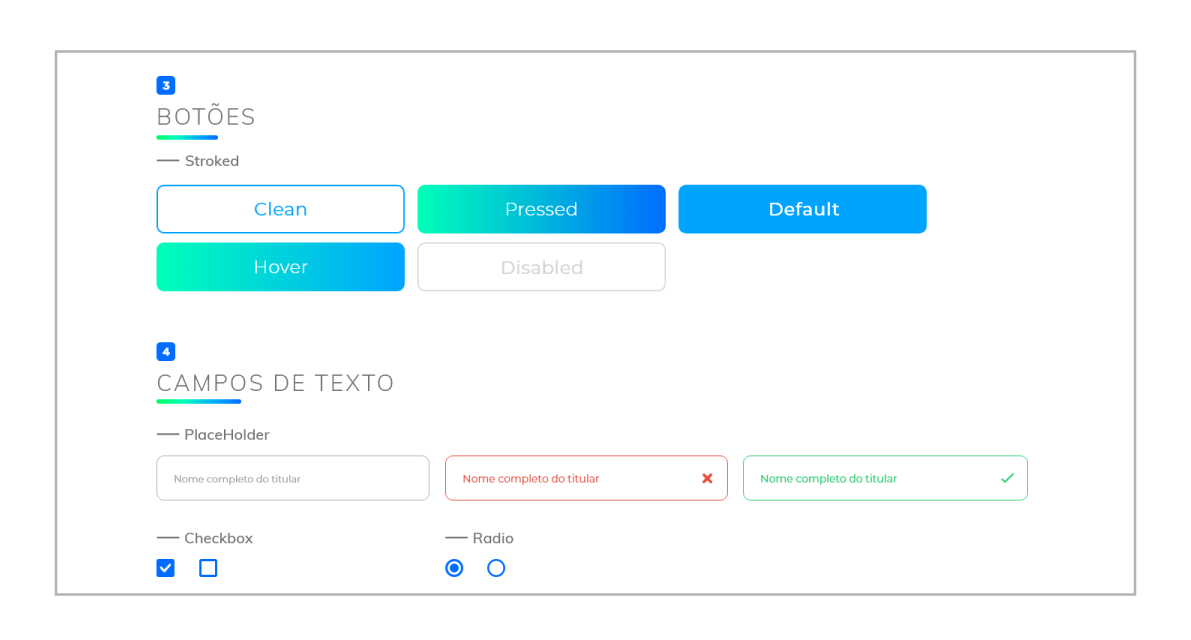 3
BOTÕES
Stroked
Clean
Pressed
Default
Hover
Disabled
4
CAMPOS DE TEXTO
PlaceHolder
Nome completo do titular
Nome completo do titular
Nome completo do titular
Checkbox
Radio